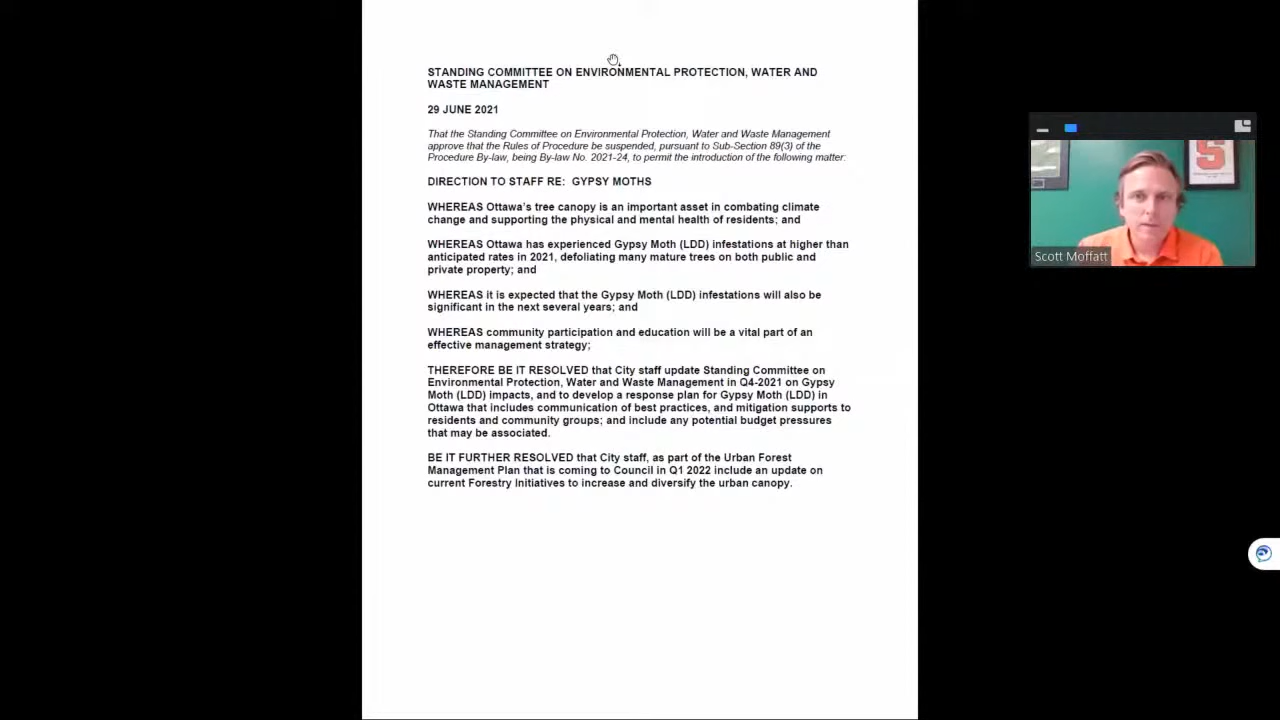 STANDING COMMITTEE ON ENVIRONMENTAL PROTECTION, WATER AND
WASTE MANAGEMENT
29 JUNE 2021
That the Standing Committee on Environmental Protection, Water and Waste Management
approve that the Rules of Procedure be suspended, pursuant to Sub-Section 89(3) of the
Procedure By-law, being By-law No. 2021-24, to permit the introduction of the following matter:
DIRECTION TO STAFF RE: GYPSY MOTHS
WHEREAS Ottawa's tree canopy is an important asset in combating climate
change and supporting the physical and mental health of residents; and
WHEREAS Ottawa has experienced Gypsy Moth (LDD) infestations at higher than
anticipated rates in 2021, defoliating many mature trees on both public and
private property; and
WHEREAS it is expected that the Gypsy Moth (LDD) infestations will also be
significant in the next several years; and
WHEREAS community participation and education will be a vital part of an
effective management strategy;
THEREFORE BE IT RESOLVED that City staff update Standing Committee on
Environmental Protection, Water and Waste Management in Q4-2021 on Gypsy
Moth (LDD) impacts, and to develop a response plan for Gypsy Moth (LDD) in
Ottawa that includes communication of best practices, and mitigation supports to
residents and community groups; and include any potential budget pressures
that may be associated.
BE IT FURTHER RESOLVED that City staff, as part of the Urban Forest
Management Plan that is coming to Council in Q1 2022 include an update on
current Forestry Initiatives to increase and diversify the urban canopy.
S
Scott Moffatt